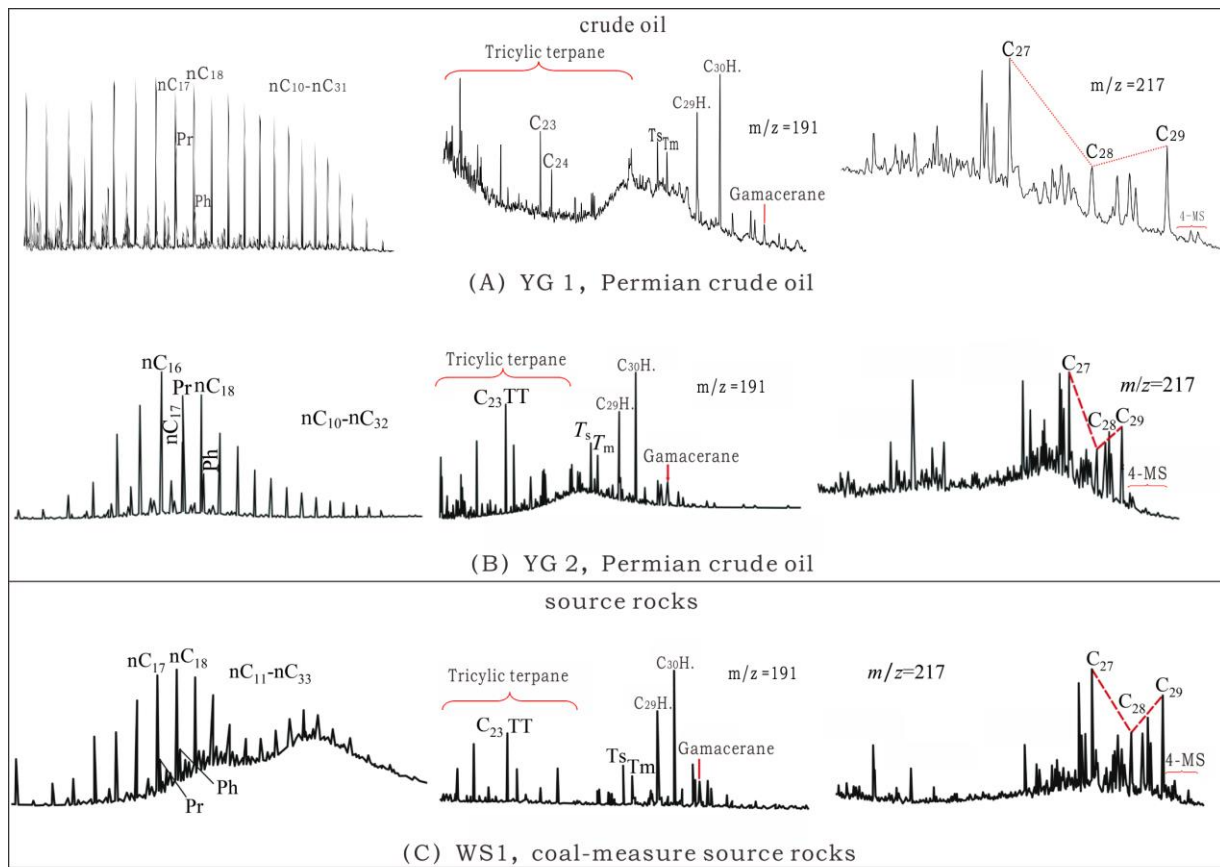 crude oil
nC17
nC18
nC10-nC31
Pr
Ph
Tricylic terpane
C23
C24
Ts
Tm
C29H.
C30H.
m/z=191
Gamacerane
C27
m/z=217
C28
C29
4-MS
(A) YG 1, Permian crude oil
nC16
nC17
Pr
nC18
Ph
nC10-nC32
Tricylic terpane
C23 TT
Ts
Tm
C29H.
C30H.
m/z=191
Gamacerane
C27
m/z=217
C28
C29
4-MS
(B) YG 2, Permian crude oil
source rocks
nC17
nC18
nC11-nC33
Pr
Ph
Tricylic terpane
C23 TT
Ts
Tm
C29H.
C30H.
m/z=191
Gamacerane
m/z=217
C27
C28
C29
4-MS
(C) WS1, coal-measure source rocks